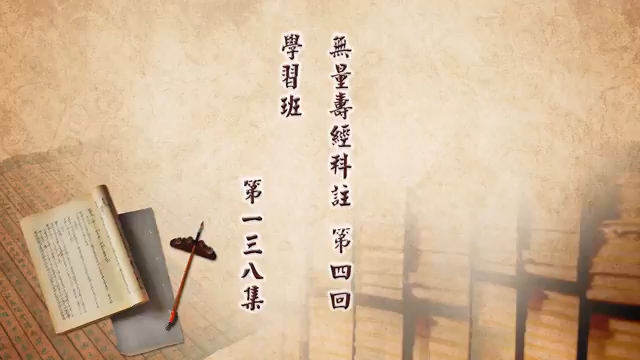 無量壽經科註 第四回
學習班
第一三八集